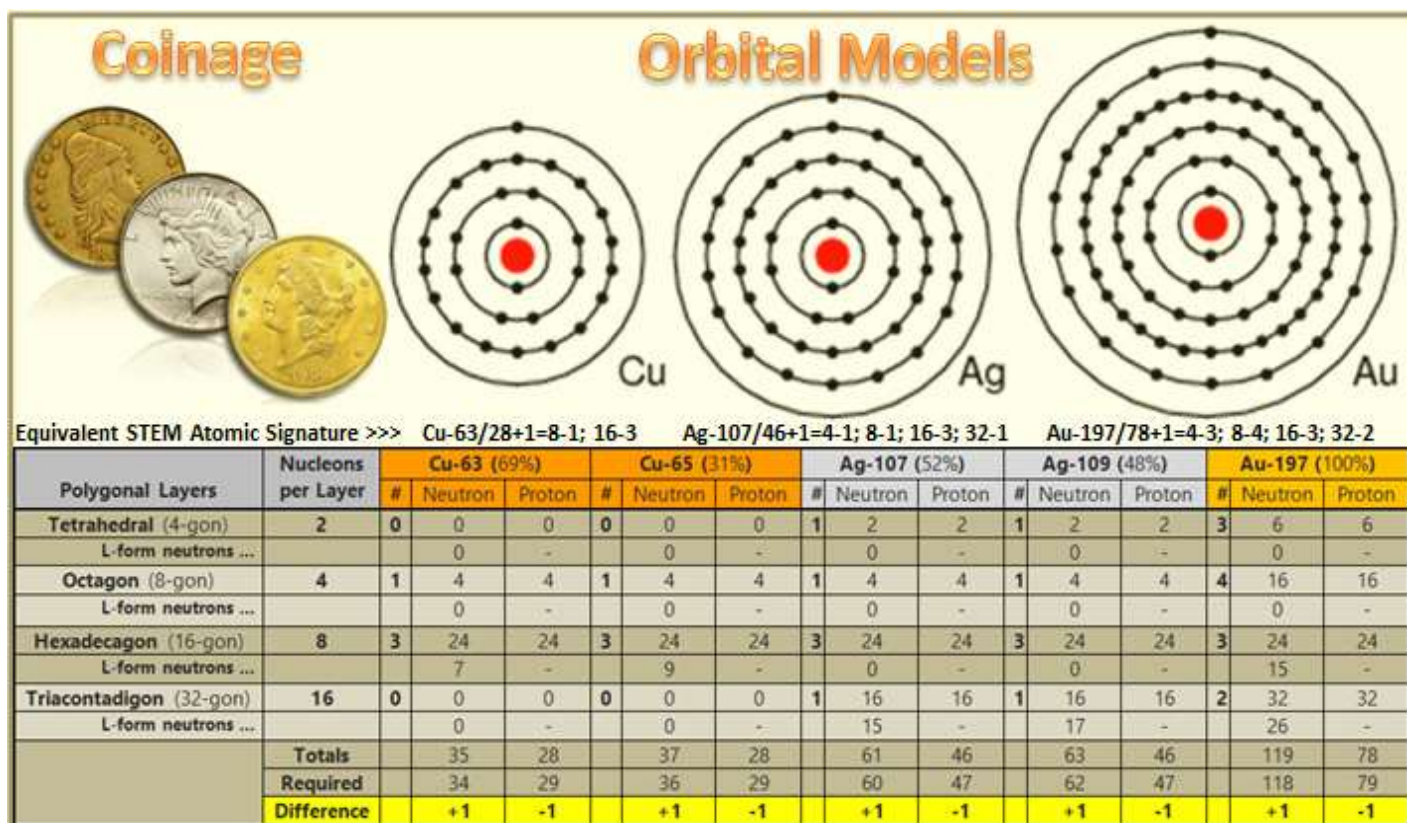 Coinage
Orbital Models
Cu
Ag
Au
Equivalent STEM Atomic Signature >>> Cu-63/28+1=8-1; 16-3 Ag-107/46+1=4-1; 8-1; 16-3; 32-1 Au-197/78+1=4-3; 8-4; 16-3; 32-2
Polygonal Layers Nucleons per Layer Cu-63 (69%) Cu-65 (31%) Ag-107 (52%) Ag-109 (48%) Au-197 (100%)
# Neutron Proton # Neutron Proton # Neutron Proton # Neutron Proton # Neutron Proton
Tetrahedral (4-gon) 2 0 0 0 0 0 0 1 2 2 1 2 2 3 6 6
L-form neutrons ... 0 - 0 - 0 - 0 - 0 -
Octagon (8-gon) 4 1 4 4 1 4 4 1 4 4 1 4 4 4 16 16
L-form neutrons ... 0 - 0 - 0 - 0 - 0 -
Hexadecagon (16-gon) 8 3 24 24 3 24 24 3 24 24 3 24 24 3 24 24
L-form neutrons ... 7 - 9 - 0 - 0 - 15 -
Triacontadigon (32-gon) 16 0 0 0 0 0 0 1 16 16 1 16 16 2 32 32
L-form neutrons ... 0 - 0 - 15 - 17 - 26 -
Totals 35 28 37 28 61 46 63 46 119 78
Required 34 29 36 29 60 47 62 47 118 79
Difference +1 -1 +1 -1 +1 -1 +1 -1 +1 -1